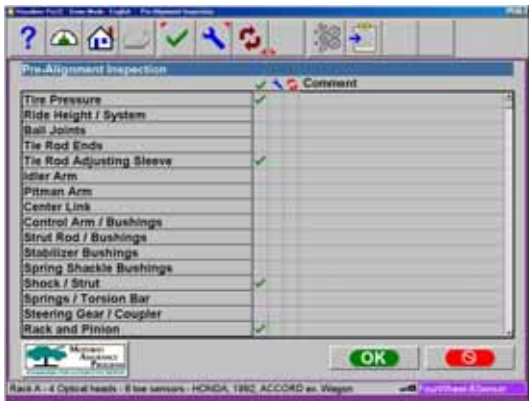 Pre-Alignment Inspection
Comment
Tire Pressure
Ride Height / System
Ball Joints
Tie Rod Ends
Tie Rod Adjusting Sleeve
Idler Arm
Pitman Arm
Center Link
Control Arm / Bushings
Strut Rod / Bushings
Stabilizer Bushings
Spring Shackle Bushings
Shock / Strut
Springs / Torsion Bar
Steering Gear / Coupler
Rack and Pinion
Motorist
Assurance
Program
OK
Rack A - 4 Optical heads - 8 toe sensors - HONDA, 1992, ACCORD ex. Wagon